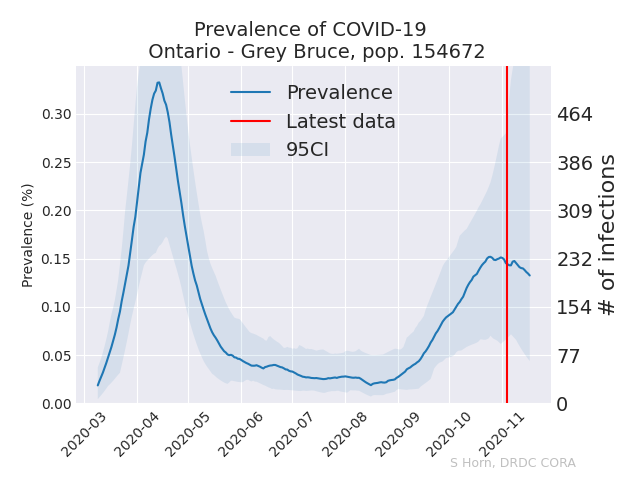 Prevalence of COVID-19
Ontario - Grey Bruce, pop. 154672
Prevalence
Latest data
95CI
Prevalence (%)
0.30
0.25
0.20
0.15
0.10
0.05
0.00
464
386
309
232
154
77
0
# of infections
2020-03
2020-04
2020-05
2020-06
2020-07
2020-08
2020-09
2020-10
2020-11
S Horn, DRDC CORA